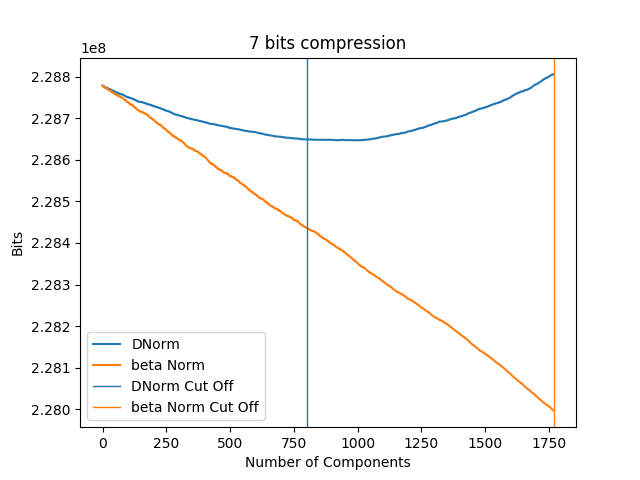 7 bits compression
1e8
2.288
2.287
2.286
2.285
2.284
2.283
2.282
2.281
2.280
Bits
DNorm
beta Norm
DNorm Cut Off
beta Norm Cut Off
0 250 500 750 1000 1250 1500 1750
Number of Components